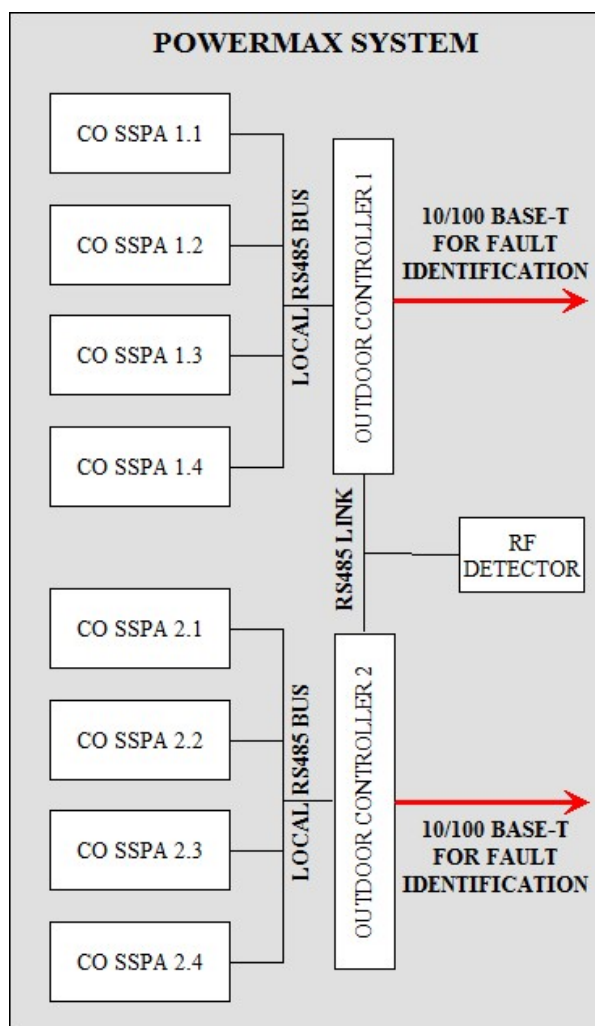 POWERMAX SYSTEM
CO SSPA 1.1
CO SSPA 1.2
CO SSPA 1.3
CO SSPA 1.4
LOCAL RS485 BUS
OUTDOOR CONTROLLER 1
10/100 BASE-T
FOR FAULT
IDENTIFICATION
RS485 LINK
RF
DETECTOR
CO SSPA 2.1
CO SSPA 2.2
CO SSPA 2.3
CO SSPA 2.4
LOCAL RS485 BUS
OUTDOOR CONTROLLER 2
10/100 BASE-T
FOR FAULT
IDENTIFICATION